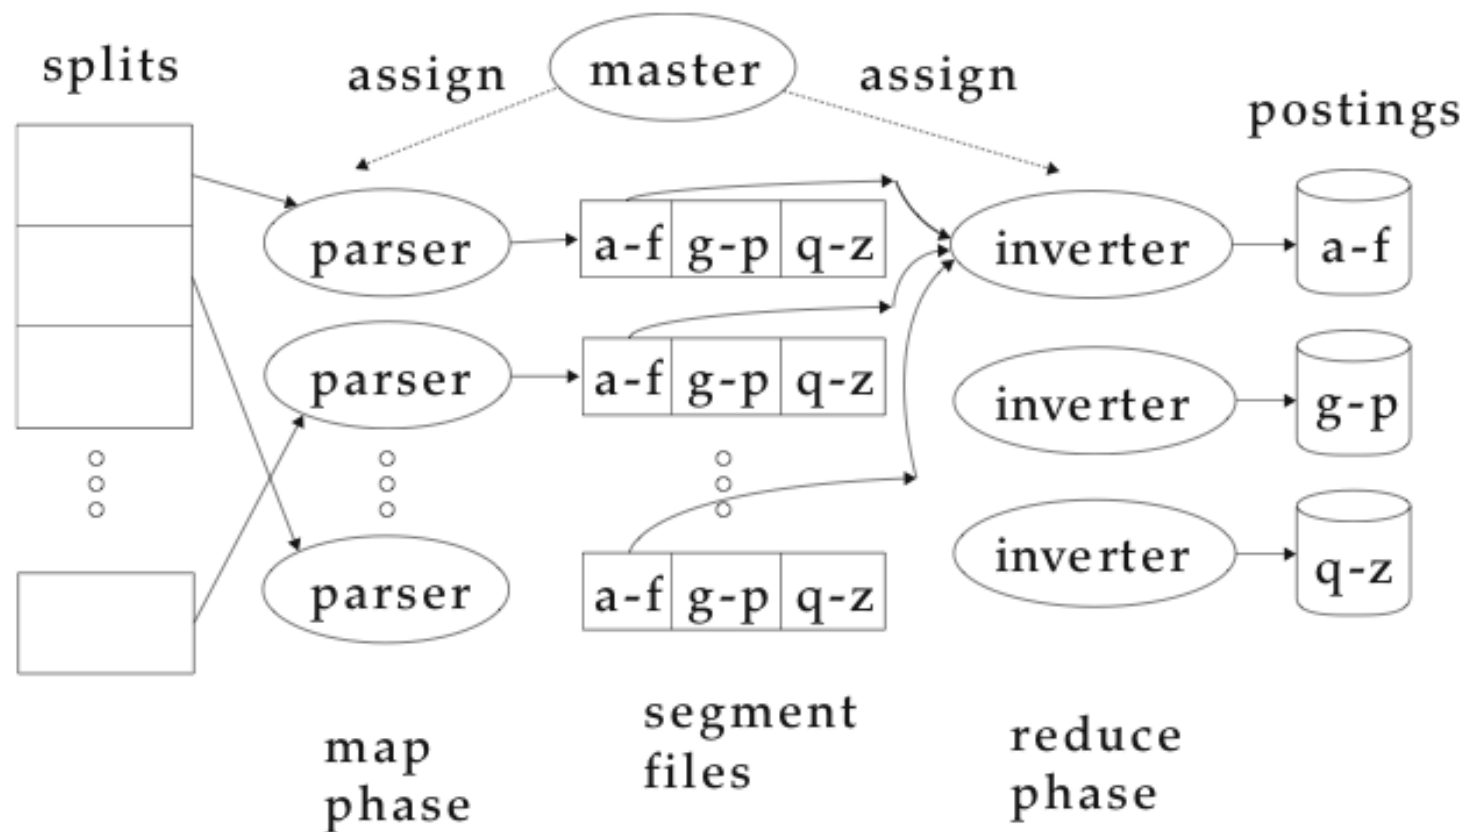 splits
assign
master
assign
postings
parser
a-f g-p q-z
inverter
a-f
parser
a-f g-p q-z
inverter
g-p
parser
a-f g-p q-z
inverter
q-z
map
phase
segment
files
reduce
phase